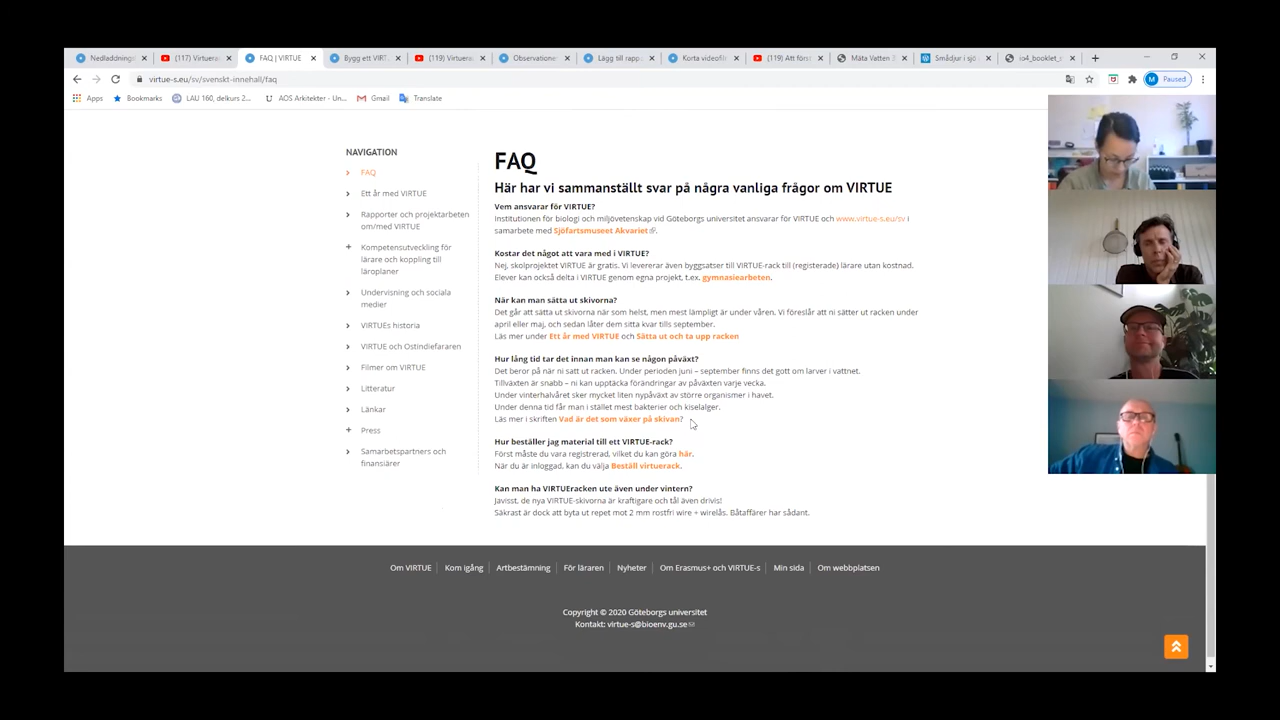 Nedladdnings
(117) Virtuera
FAQ | VIRTUE
Bygg ett VIRT
(119) Virtuera
Observatione
Lägg till rapp
Korta videofil
(119) Att förs
Mäta Vatten
Smådjur i sjö
io4_booklet_s
virtue-s.eu/sv/svenskt-innehall/faq
M Paused
Apps
Bookmarks
LAU 160, delkurs 2...
AOS Arkitekter - Un...
Gmail
Translate
NAVIGATION
FAQ
Ett år med VIRTUE
Rapporter och projektarbeten
om/med VIRTUE
Kompetensutveckling för
lärare och koppling till
läroplaner
Undervisning och sociala
medier
VIRTUEs historia
VIRTUE och Ostindiefararen
Filmer om VIRTUE
Litteratur
Länkar
Press
Samarbetspartners och
finansiärer
FAQ
Här har vi sammanställt svar på några vanliga frågor om VIRTUE
Vem ansvarar för VIRTUE?
Institutionen för biologi och miljövetenskap vid Göteborgs universitet ansvarar för VIRTUE och www.virtue-s.eu/sv i
samarbete med Sjöfartsmuseet Akvariet.
Kostar det något att vara med i VIRTUE?
Nej, skolprojektet VIRTUE är gratis. Vi levererar även byggsatser till VIRTUE-rack till (registerade) lärare utan kostnad.
Elever kan också delta i VIRTUE genom egna projekt, t.ex. gymnasiearbeten.
När kan man sätta ut skivorna?
Det går att sätta ut skivorna när som helst, men mest lämpligt är under våren. Vi föreslår att ni sätter ut racken under
april eller maj, och sedan låter dem sitta kvar tills september.
Läs mer under Ett år med VIRTUE och Sätta ut och ta upp racken
Hur lång tid tar det innan man kan se någon påväxt?
Det beror på när ni satt ut racken. Under perioden juni – september finns det gott om larver i vattnet.
Tillväxten är snabb – ni kan upptäcka förändringar av påväxten varje vecka.
Under vinterhalvåret sker mycket liten nypåväxt av större organismer i havet.
Under denna tid får man i stället mest bakterier och kiselalger.
Läs mer i skriften Vad är det som växer på skivan?
Hur beställer jag material till ett VIRTUE-rack?
Först måste du vara registrerad, vilket du kan göra här.
När du är inloggad, kan du välja Beställ virtuerack.
Kan man ha VIRTUEracken ute även under vintern?
Javisst, de nya VIRTUE-skivorna är kraftigare och tål även drivis!
Säkrast är dock att byta ut repet mot 2 mm rostfri wire + wirelås. Båtaffärer har sådant.
Om VIRTUE
Kom igång
Artbestämning
För läraren
Nyheter
Om Erasmus+ och VIRTUE-s
Min sida
Om webbplatsen
Copyright © 2020 Göteborgs universitet
Kontakt: virtue-s@bioenv.gu.se